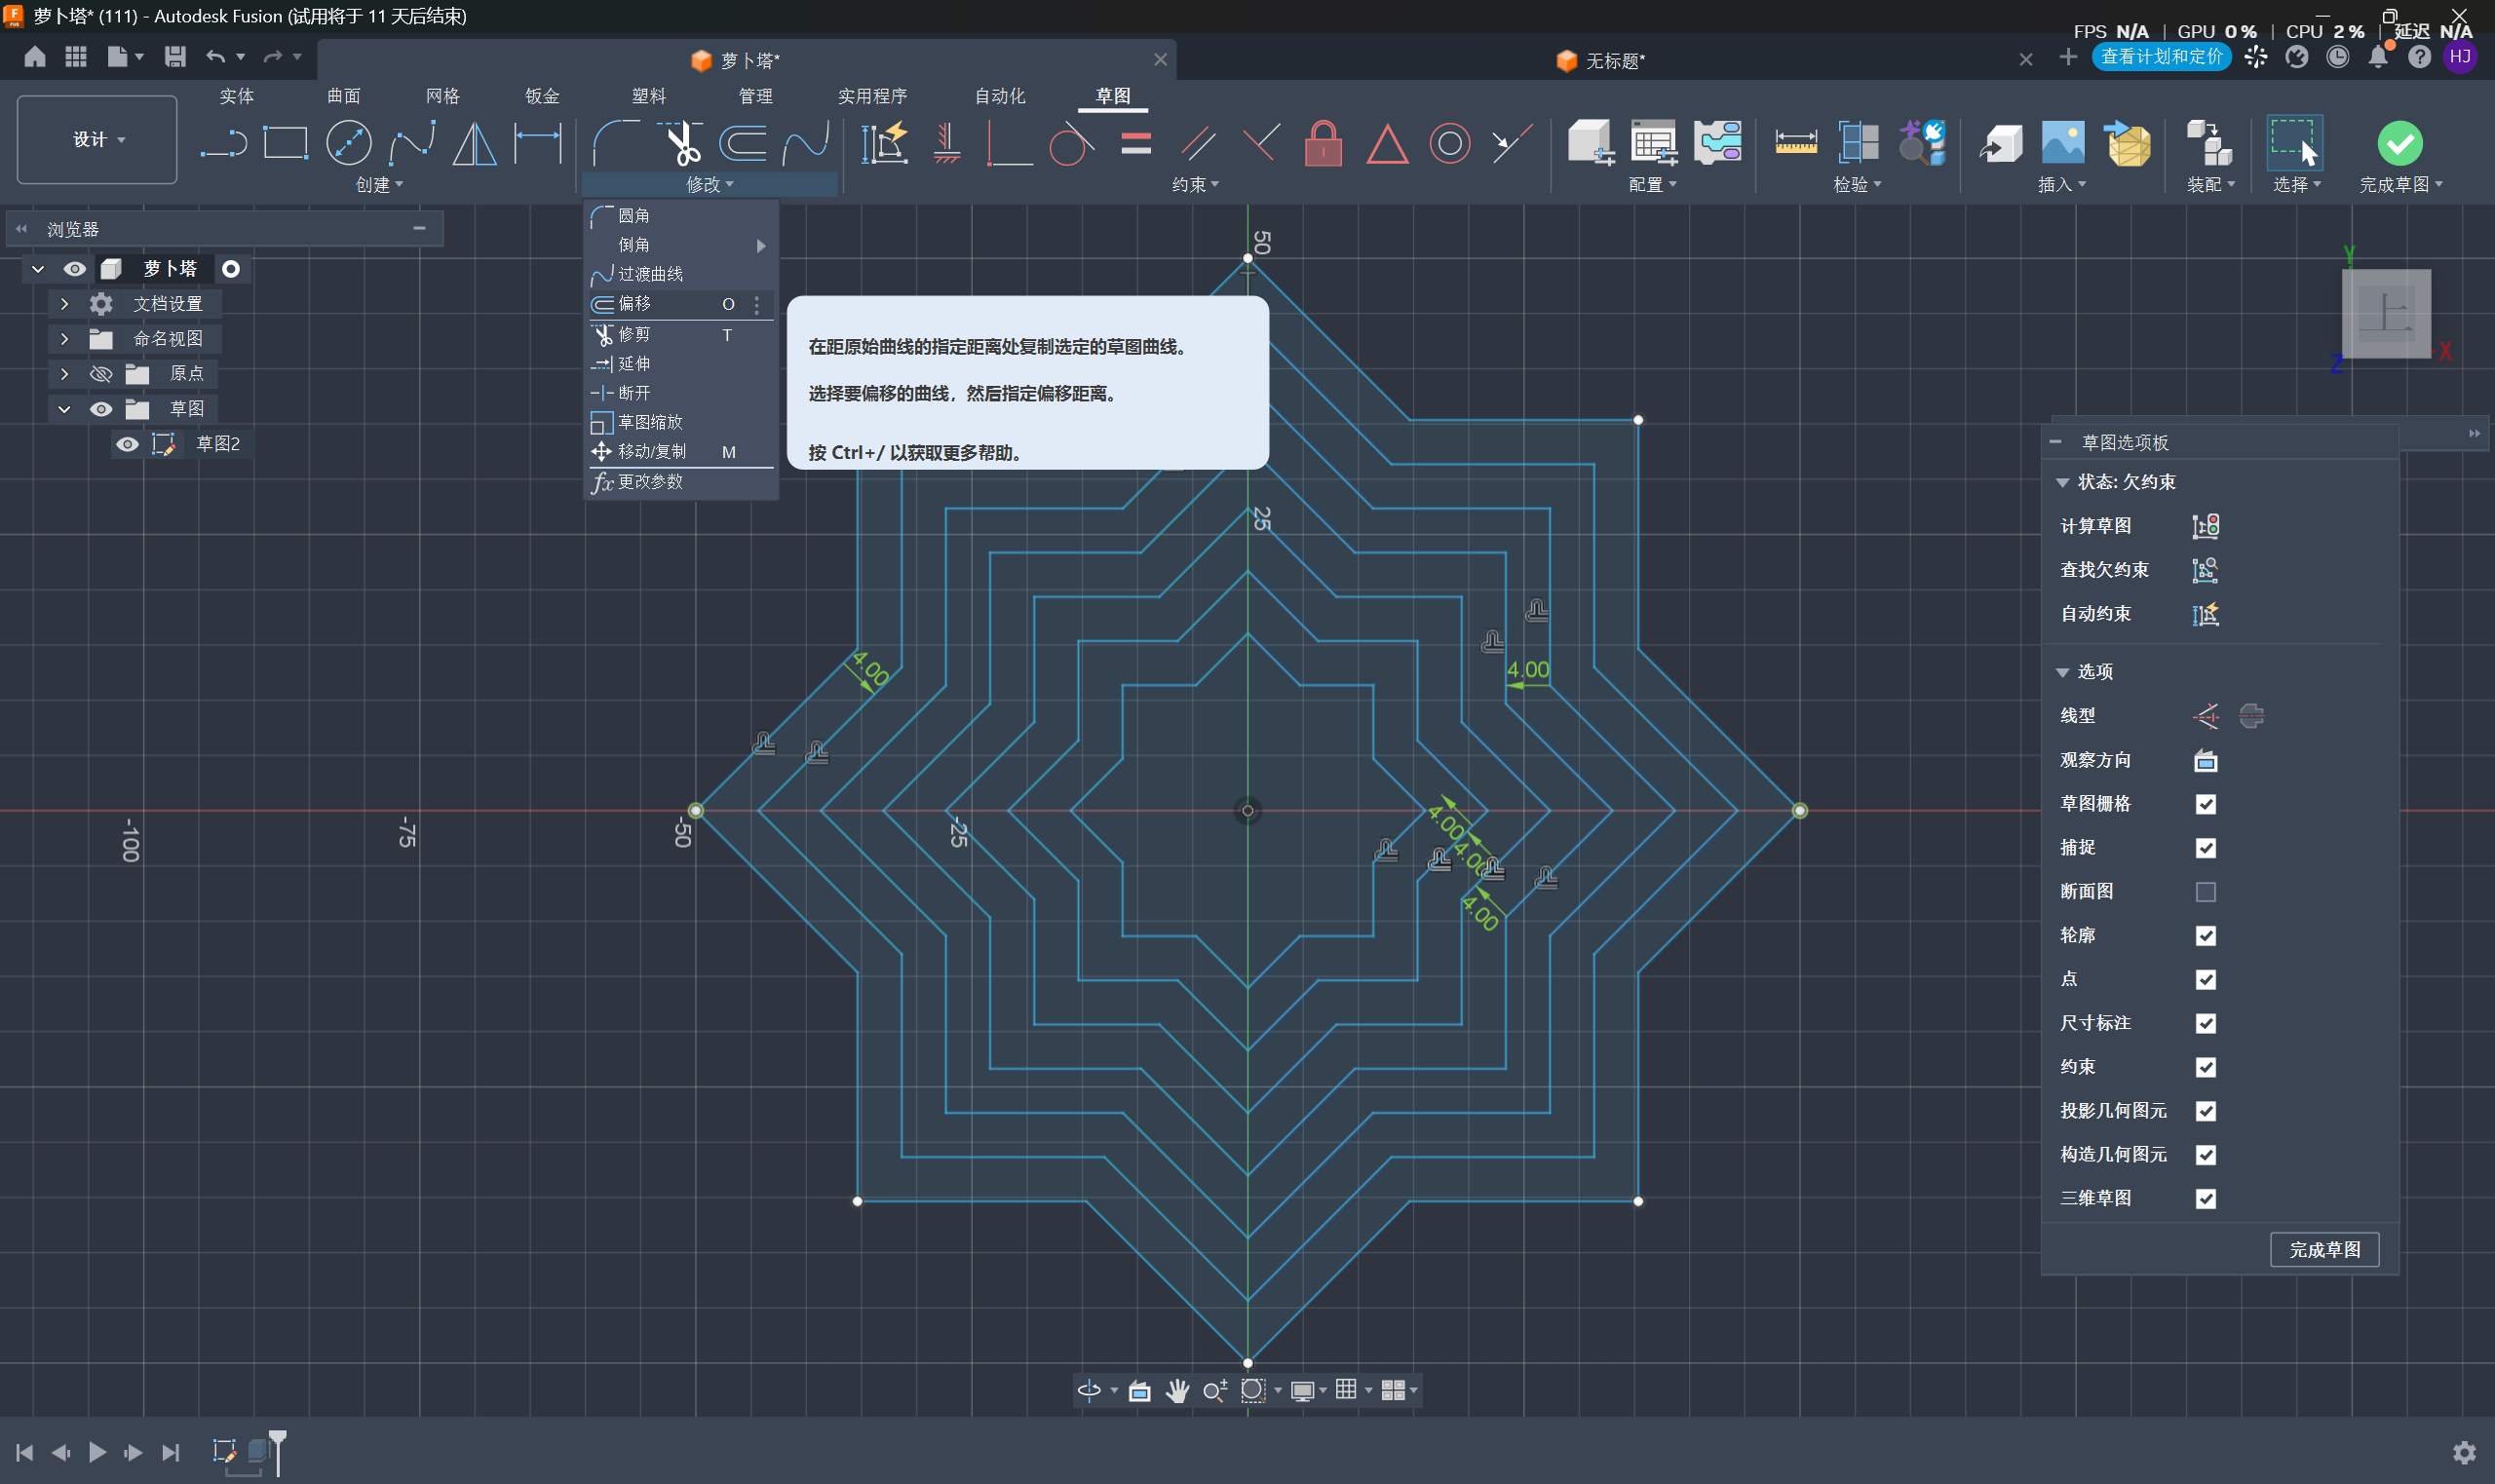 萝卜塔* (111) - Autodesk Fusion (试用将于 11 天后结束)
FPS N/A | GPU 0 % | CPU 2 % | 延迟 N/A
萝卜塔*
无标题*
查看计划和定价
HJ
设计
实体
曲面
网格
钣金
塑料
管理
实用程序
自动化
草图
创建
修改
约束
配置
检验
插入
装配
选择
完成草图
浏览器
萝卜塔
文档设置
命名视图
原点
草图
草图2
圆角
倒角
过渡曲线
偏移 O
修剪 T
延伸
断开
草图缩放
移动/复制 M
fx 更改参数
在距原始曲线的指定距离处复制选定的草图曲线。
选择要偏移的曲线，然后指定偏移距离。
按 Ctrl+/ 以获取更多帮助。
50
25
-100
-75
-50
-25
4.00
4.00
4.00
4.00
4.00
Y
上
X
Z
草图选项板
状态: 欠约束
计算草图
查找欠约束
自动约束
选项
线型
观察方向
草图栅格
捕捉
断面图
轮廓
点
尺寸标注
约束
投影几何图元
构造几何图元
三维草图
完成草图